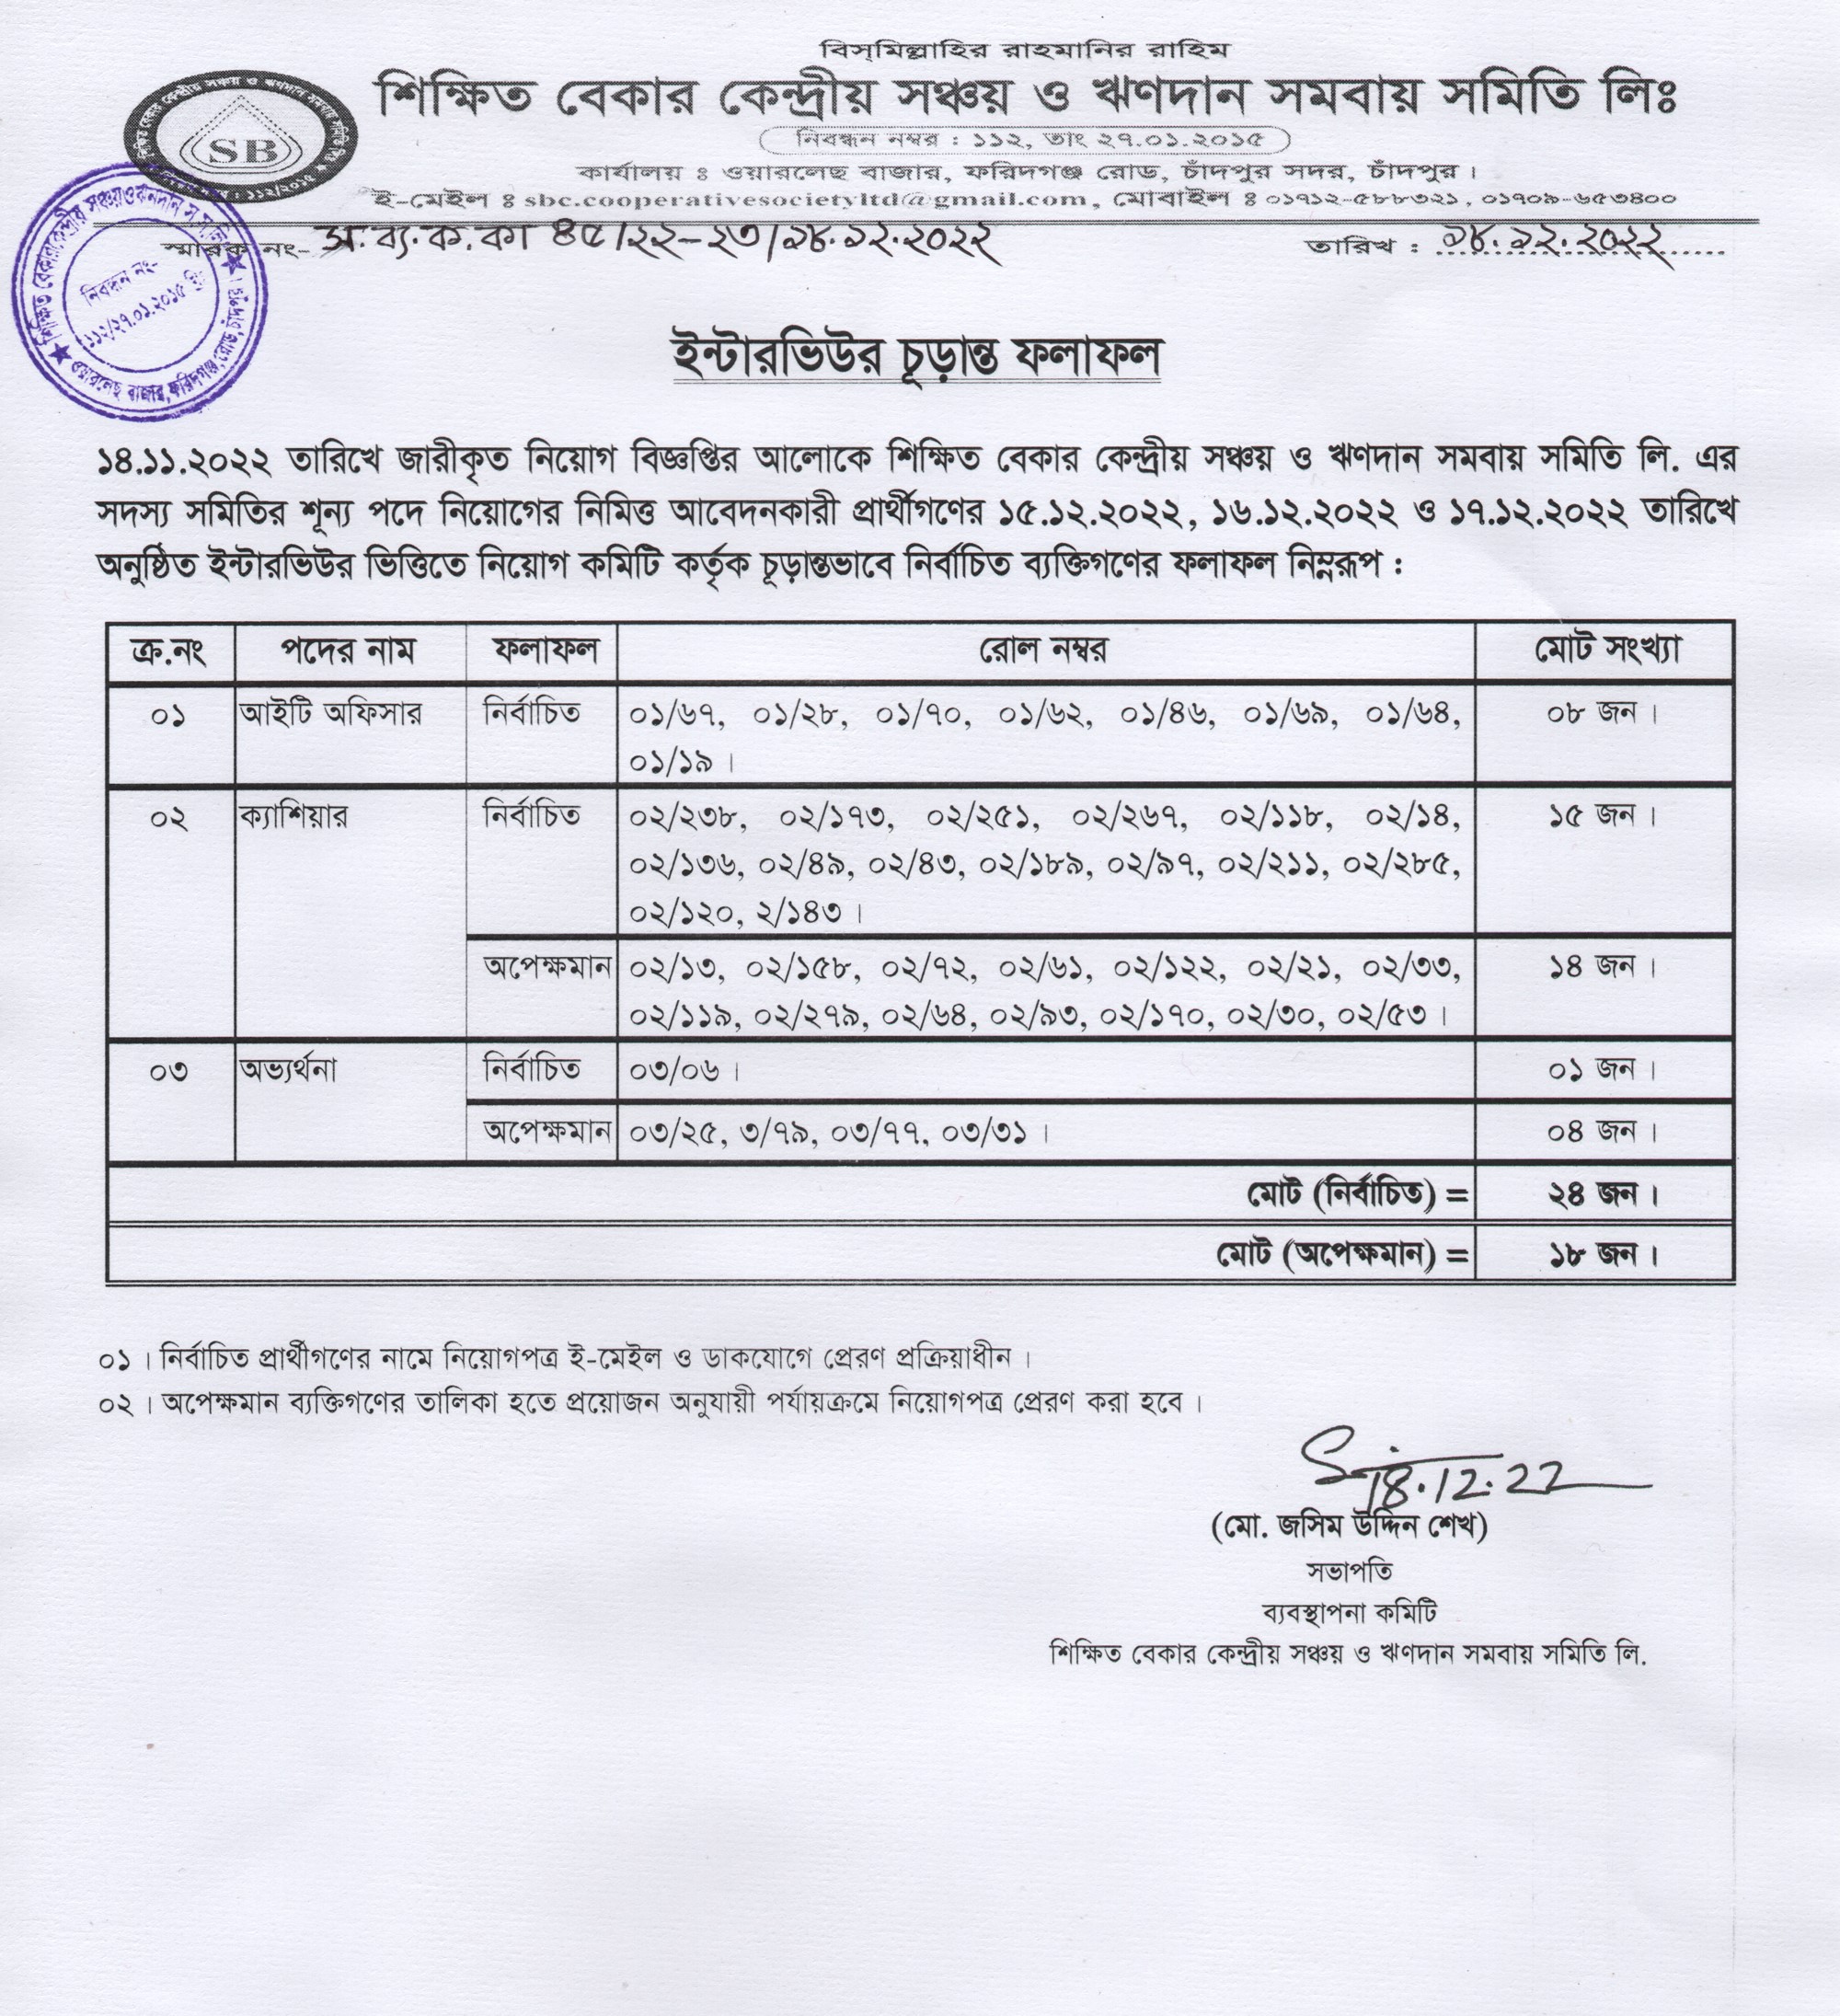 বিস্‌মিল্লাহির রাহমানির রাহিম
শিক্ষিত বেকার কেন্দ্রীয় সঞ্চয় ও ঋণদান সমবায় সমিতি লিঃ
নিবন্ধন নম্বর : ১১২, তাং ২৭.০১.২০১৫
কার্যালয় ঃ ওয়ারলেছ বাজার, ফরিদগঞ্জ রোড, চাঁদপুর সদর, চাঁদপুর।
ই-মেইল ঃ sbc.cooperativesocietyltd@gmail.com, মোবাইল ঃ ০১৭১২-৫৮৮৩২১, ০১৭০৯-৬৫৩৪০০
SB
স্মারক নং- স.ব্য.ক.কা ৪৫/২২-২৩/১৮.১২.২০২২
তারিখ : ১৮.১২.২০২২
শিক্ষিত বেকার কেন্দ্রীয় সঞ্চয় ও ঋনদান স. স. লি.
নিবন্ধন নং-
১১২/২৭.০১.২০১৫ খ্রি:
ওয়ারলেছ বাজার, ফরিদগঞ্জ রোড, চাঁদপুর।
ইন্টারভিউর চূড়ান্ত ফলাফল
১৪.১১.২০২২ তারিখে জারীকৃত নিয়োগ বিজ্ঞপ্তির আলোকে শিক্ষিত বেকার কেন্দ্রীয় সঞ্চয় ও ঋণদান সমবায় সমিতি লি. এর
সদস্য সমিতির শূন্য পদে নিয়োগের নিমিত্ত আবেদনকারী প্রার্থীগণের ১৫.১২.২০২২, ১৬.১২.২০২২ ও ১৭.১২.২০২২ তারিখে
অনুষ্ঠিত ইন্টারভিউর ভিত্তিতে নিয়োগ কমিটি কর্তৃক চূড়ান্তভাবে নির্বাচিত ব্যক্তিগণের ফলাফল নিম্নরূপ :
ক্র.নং পদের নাম ফলাফল রোল নম্বর মোট সংখ্যা
০১ আইটি অফিসার নির্বাচিত ০১/৬৭, ০১/২৮, ০১/৭০, ০১/৬২, ০১/৪৬, ০১/৬৯, ০১/৬৪, ০৮ জন।
০১/১৯।
০২ ক্যাশিয়ার নির্বাচিত ০২/২৩৮, ০২/১৭৩, ০২/২৫১, ০২/২৬৭, ০২/১১৮, ০২/১৪, ১৫ জন।
০২/১৩৬, ০২/৪৯, ০২/৪৩, ০২/১৮৯, ০২/৯৭, ০২/২১১, ০২/২৮৫,
০২/১২০, ২/১৪৩।
অপেক্ষমান ০২/১৩, ০২/১৫৮, ০২/৭২, ০২/৬১, ০২/১২২, ০২/২১, ০২/৩৩, ১৪ জন।
০২/১১৯, ০২/২৭৯, ০২/৬৪, ০২/৯৩, ০২/১৭০, ০২/৩০, ০২/৫৩।
০৩ অভ্যর্থনা নির্বাচিত ০৩/০৬। ০১ জন।
অপেক্ষমান ০৩/২৫, ৩/৭৯, ০৩/৭৭, ০৩/৩১। ০৪ জন।
মোট (নির্বাচিত) = ২৪ জন।
মোট (অপেক্ষমান) = ১৮ জন।
০১। নির্বাচিত প্রার্থীগণের নামে নিয়োগপত্র ই-মেইল ও ডাকযোগে প্রেরণ প্রক্রিয়াধীন।
০২। অপেক্ষমান ব্যক্তিগণের তালিকা হতে প্রয়োজন অনুযায়ী পর্যায়ক্রমে নিয়োগপত্র প্রেরণ করা হবে।
18.12.22
(মো. জসিম উদ্দিন শেখ)
সভাপতি
ব্যবস্থাপনা কমিটি
শিক্ষিত বেকার কেন্দ্রীয় সঞ্চয় ও ঋণদান সমবায় সমিতি লি.